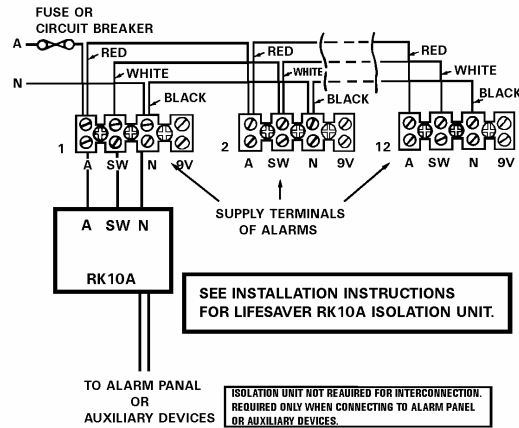 FUSE OR
CIRCUIT BREAKER
A
RED
RED
RED
WHITE
WHITE
WHITE
N
BLACK
BLACK
BLACK
1
A SW N 9V
2
A SW N 9V
12
A SW N 9V
SUPPLY TERMINALS
OF ALARMS
A SW N
RK10A
SEE INSTALLATION INSTRUCTIONS
FOR LIFESAVER RK10A ISOLATION UNIT.
TO ALARM PANAL
OR
AUXILIARY DEVICES
ISOLATION UNIT NOT REAUIRED FOR INTERCONNECTION.
REQUIRED ONLY WHEN CONNECTING TO ALARM PANEL
OR AUXILIARY DEVICES.